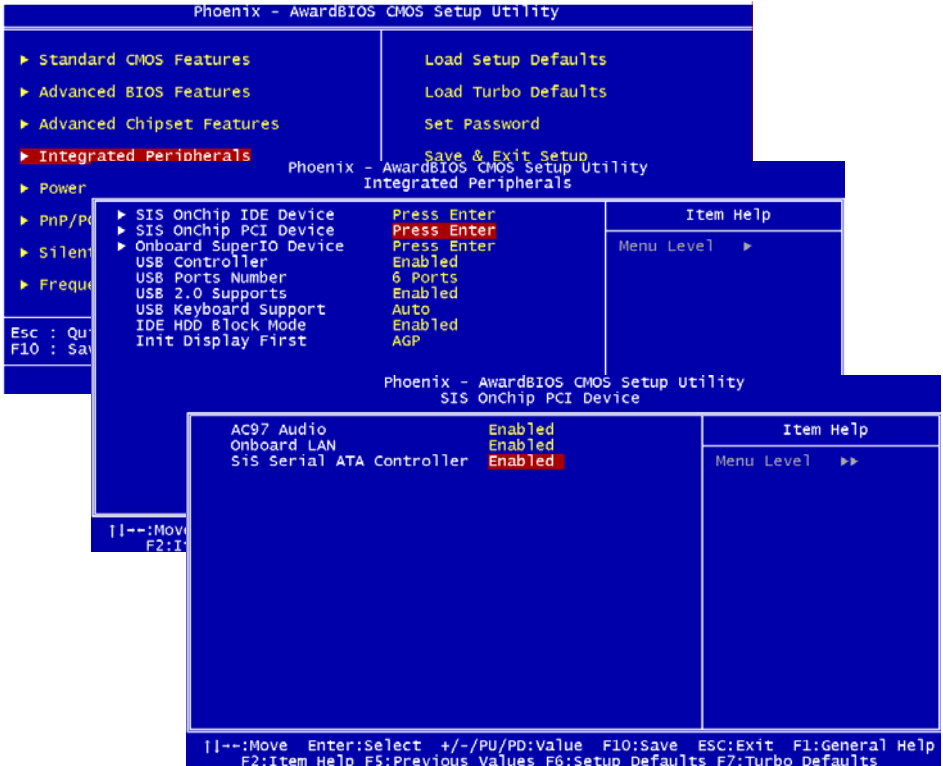 Phoenix - AwardBIOS CMOS Setup Utility
▶ Standard CMOS Features
▶ Advanced BIOS Features
▶ Advanced Chipset Features
▶ Integrated Peripherals
▶ Power
▶ PnP/P
▶ Silen
▶ Freque
Load Setup Defaults
Load Turbo Defaults
Set Password
Save & Exit Setup
Esc : Qu
F10 : Sa
Phoenix - AwardBIOS CMOS Setup Utility
Integrated Peripherals
▶ SIS OnChip IDE Device Press Enter
▶ SIS OnChip PCI Device Press Enter
▶ Onboard SuperIO Device Press Enter
USB Controller Enabled
USB Ports Number 6 Ports
USB 2.0 Supports Enabled
USB Keyboard Support Auto
IDE HDD Block Mode Enabled
Init Display First AGP
Item Help
Menu Level ▶
↑↓→←:Mov
F2:I
Phoenix - AwardBIOS CMOS Setup Utility
SIS OnChip PCI Device
AC97 Audio Enabled
Onboard LAN Enabled
SiS Serial ATA Controller Enabled
Item Help
Menu Level ▶▶
↑↓→←:Move Enter:Select +/-/PU/PD:Value F10:Save ESC:Exit F1:General Help
F2:Item Help F5:Previous Values F6:Setup Defaults F7:Turbo Defaults